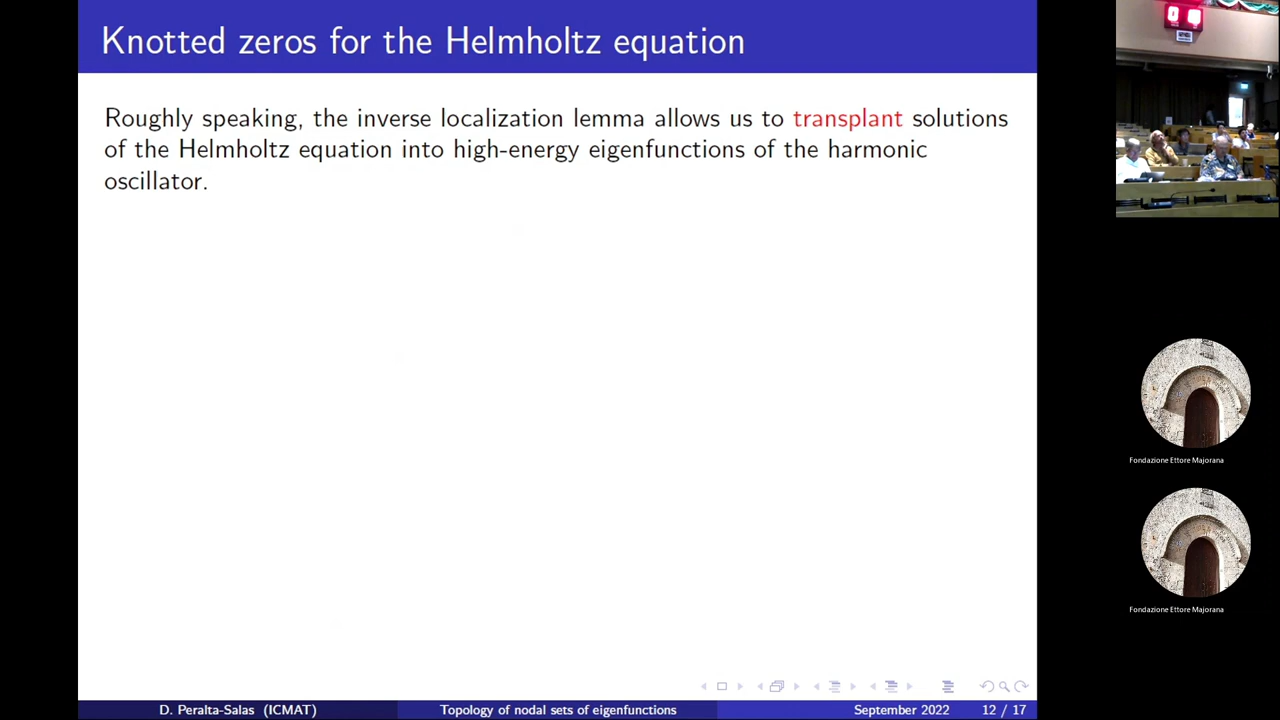 Knotted zeros for the Helmholtz equation
Roughly speaking, the inverse localization lemma allows us to transplant solutions
of the Helmholtz equation into high-energy eigenfunctions of the harmonic
oscillator.
Fondazione Ettore Majorana
Fondazione Ettore Majorana
D. Peralta-Salas (ICMAT) Topology of nodal sets of eigenfunctions September 2022 12 / 17